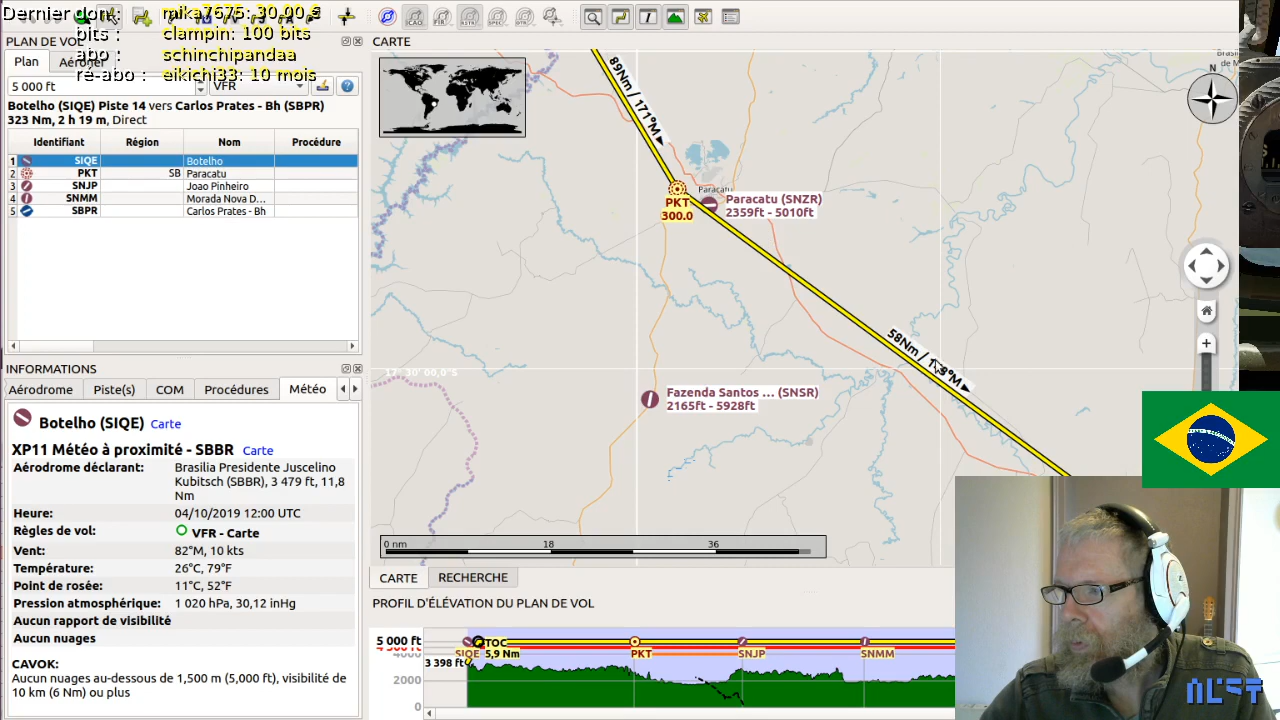 Dernier don: mika7675: 30,00 €
bits : clampin: 100 bits
abo : schinchipandaa
ré-abo : eikichi33: 10 mois
PLAN DE VOL
Plan
5 000 ft
VFR
Botelho (SIQE) Piste 14 vers Carlos Prates - Bh (SBPR)
323 Nm, 2 h 19 m, Direct
Identifiant Région Nom Procédure
1 SIQE Botelho
2 PKT SB Paracatu
3 SNJP Joao Pinheiro
4 SNMM Morada Nova D...
5 SBPR Carlos Prates - Bh
INFORMATIONS
Aérodrome Piste(s) COM Procédures Météo
Botelho (SIQE) Carte
XP11 Météo à proximité - SBBR Carte
Aérodrome déclarant: Brasilia Presidente Juscelino
Kubitsch (SBBR), 3 479 ft, 11,8
Nm
Heure: 04/10/2019 12:00 UTC
Règles de vol: VFR - Carte
Vent: 82°M, 10 kts
Température: 26°C, 79°F
Point de rosée: 11°C, 52°F
Pression atmosphérique: 1 020 hPa, 30,12 inHg
Aucun rapport de visibilité
Aucun nuages
CAVOK:
Aucun nuages au-dessous de 1,500 m (5,000 ft), visibilité de
10 km (6 Nm) ou plus
CARTE
N
89Nm / 171°M
Paracatu
PKT
300.0
Paracatu (SNZR)
2359ft - 5010ft
58Nm /
17° 30' 00,0"S
Fazenda Santos ... (SNSR)
2165ft - 5928ft
0 nm 18 36
CARTE RECHERCHE
PROFIL D'ÉLÉVATION DU PLAN DE VOL
5 000 ft
TOC
SIQE 5,9 Nm PKT SNJP SNMM
4000
3 398 ft
2000
0